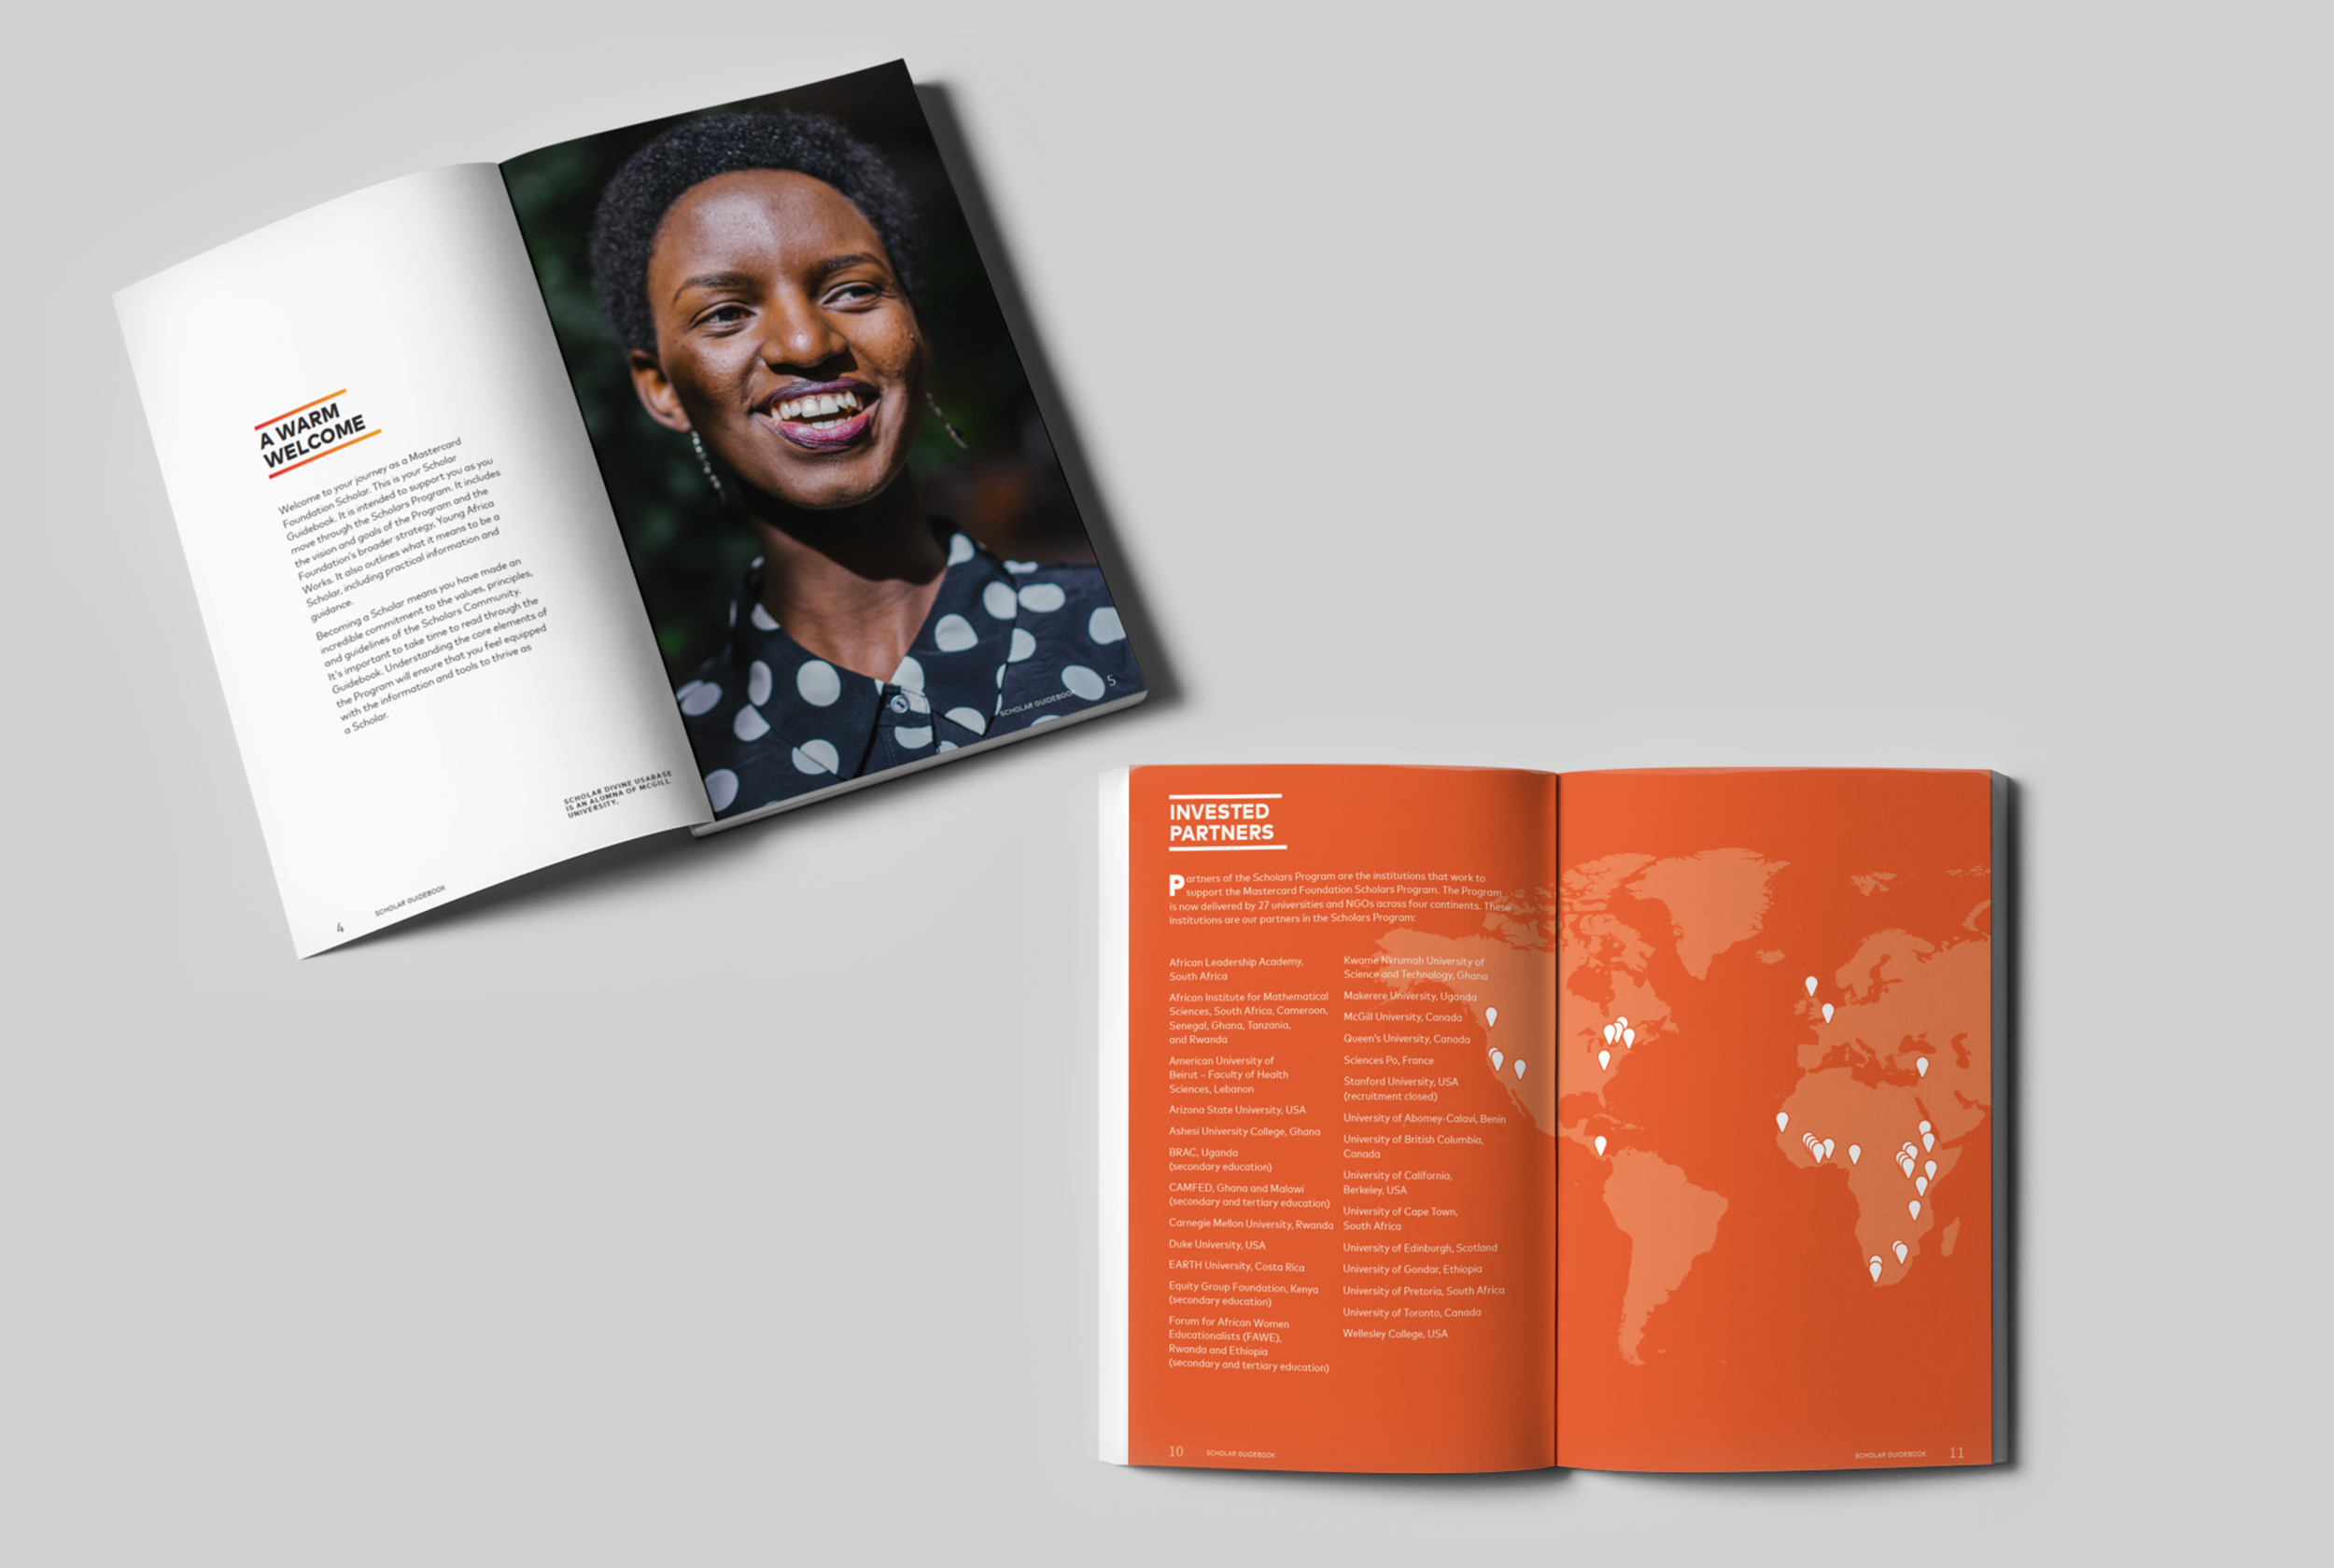 A WARM
WELCOME
Welcome to your journey as a Mastercard
Foundation Scholar. This is your Scholar
Guidebook. It is intended to support you as you
move through the Scholars Program. It includes
the vision and goals of the Program and the
Foundation's broader strategy, Young Africa
Works. It also outlines what it means to be a
Scholar, including practical information and
guidance.
Becoming a Scholar means you have made an
incredible commitment to the values, principles,
and guidelines of the Scholars Community.
It's important to take time to read through the
Guidebook. Understanding the core elements of
the Program will ensure that you feel equipped
with the information and tools to thrive as
a Scholar.
SCHOLAR DIVINE USABASE
IS AN ALUMNA OF MCGILL
UNIVERSITY.
4 SCHOLAR GUIDEBOOK
SCHOLAR GUIDEBOOK 5
INVESTED
PARTNERS
Partners of the Scholars Program are the institutions that work to
support the Mastercard Foundation Scholars Program. The Program
is now delivered by 27 universities and NGOs across four continents. These
institutions are our partners in the Scholars Program:
African Leadership Academy,
South Africa
African Institute for Mathematical
Sciences, South Africa, Cameroon,
Senegal, Ghana, Tanzania,
and Rwanda
American University of
Beirut – Faculty of Health
Sciences, Lebanon
Arizona State University, USA
Ashesi University College, Ghana
BRAC, Uganda
(secondary education)
CAMFED, Ghana and Malawi
(secondary and tertiary education)
Carnegie Mellon University, Rwanda
Duke University, USA
EARTH University, Costa Rica
Equity Group Foundation, Kenya
(secondary education)
Forum for African Women
Educationalists (FAWE),
Rwanda and Ethiopia
(secondary and tertiary education)
Kwame Nkrumah University of
Science and Technology, Ghana
Makerere University, Uganda
McGill University, Canada
Queen's University, Canada
Sciences Po, France
Stanford University, USA
(recruitment closed)
University of Abomey-Calavi, Benin
University of British Columbia,
Canada
University of California,
Berkeley, USA
University of Cape Town,
South Africa
University of Edinburgh, Scotland
University of Gondar, Ethiopia
University of Pretoria, South Africa
University of Toronto, Canada
Wellesley College, USA
10 SCHOLAR GUIDEBOOK
SCHOLAR GUIDEBOOK 11